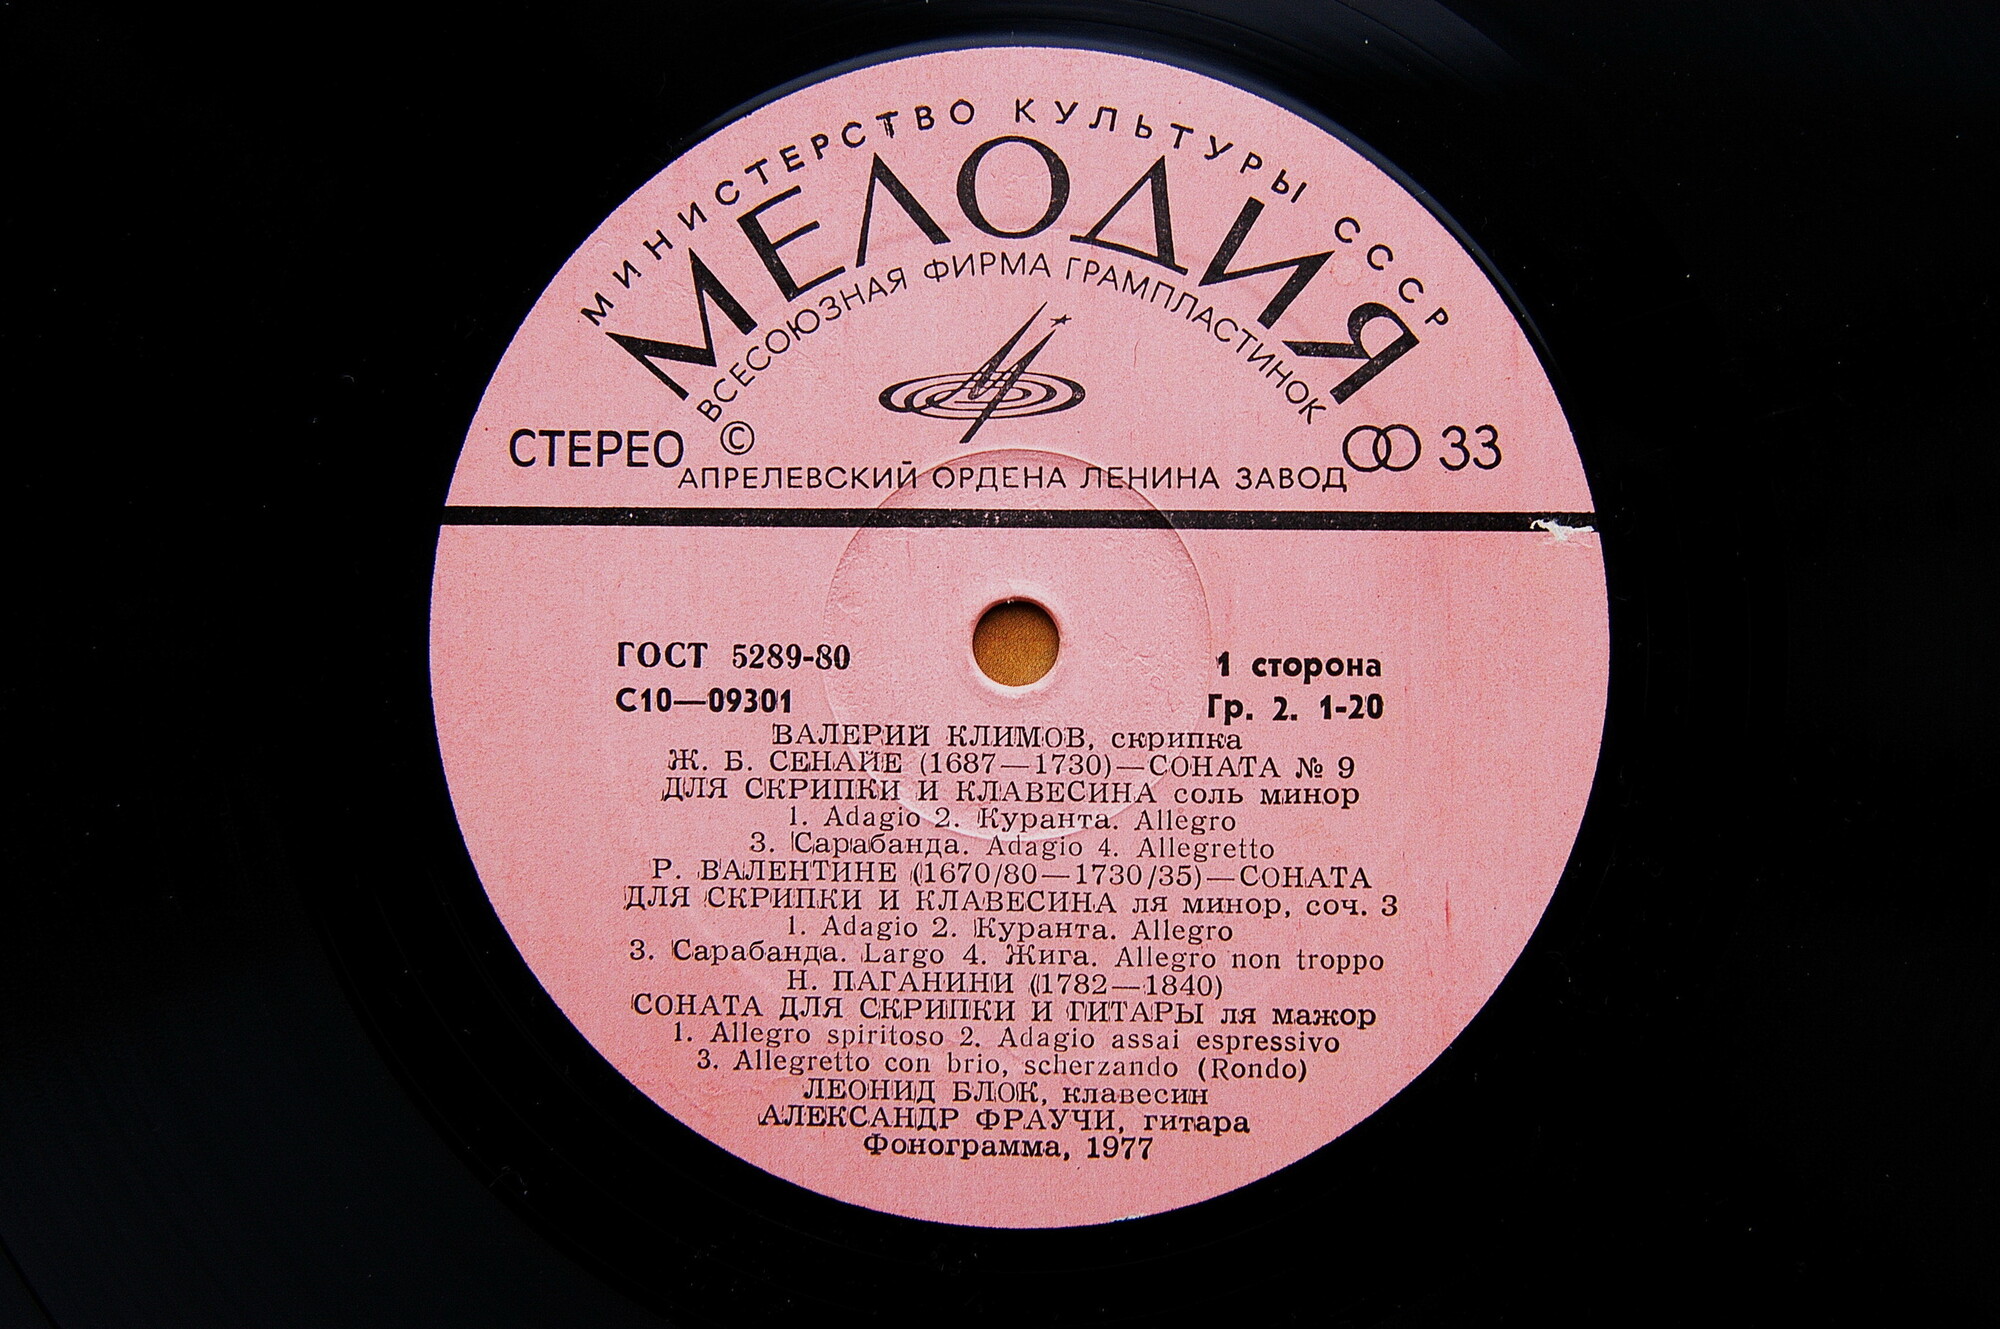 МИНИСТЕРСТВО КУЛЬТУРЫ СССР
МЕЛОДИЯ
ВСЕСОЮЗНАЯ ФИРМА ГРАМПЛАСТИНОК
СТЕРЕО © 33
АПРЕЛЕВСКИЙ ОРДЕНА ЛЕНИНА ЗАВОД
ГОСТ 5289-80 1 сторона
С10—09301 Гр. 2. 1-20
ВАЛЕРИЙ КЛИМОВ, скрипка
Ж. Б. СЕНАЙЕ (1687—1730)—СОНАТА № 9
ДЛЯ СКРИПКИ И КЛАВЕСИНА соль минор
1. Adagio 2. Куранта. Allegro
3. Сарабанда. Adagio 4. Allegretto
Р. ВАЛЕНТИНЕ (1670/80—1730/35)—СОНАТА
ДЛЯ СКРИПКИ И КЛАВЕСИНА ля минор, соч. 3
1. Adagio 2. Куранта. Allegro
3. Сарабанда. Largo 4. Жига. Allegro non troppo
Н. ПАГАНИНИ (1782—1840)
СОНАТА ДЛЯ СКРИПКИ И ГИТАРЫ ля мажор
1. Allegro spiritoso 2. Adagio assai espressivo
3. Allegretto con brio, scherzando (Rondo)
ЛЕОНИД БЛОК, клавесин
АЛЕКСАНДР ФРАУЧИ, гитара
Фонограмма, 1977